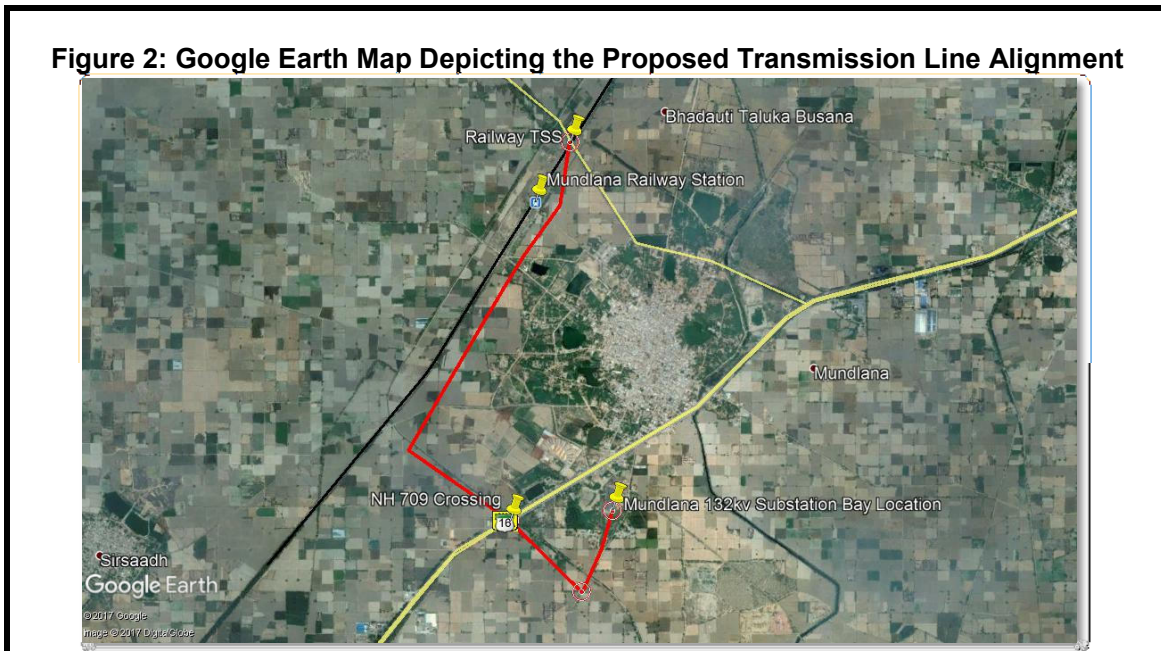 Figure 2: Google Earth Map Depicting the Proposed Transmission Line Alignment
Bhadauti Taluka Busana
Railway TSS
Mundlana Railway Station
Mundlana
NH 709 Crossing
Mundlana 132kv Substation Bay Location
18
Sirsaadh
Google Earth
© 2017 Google
Image © 2017 DigitalGlobe